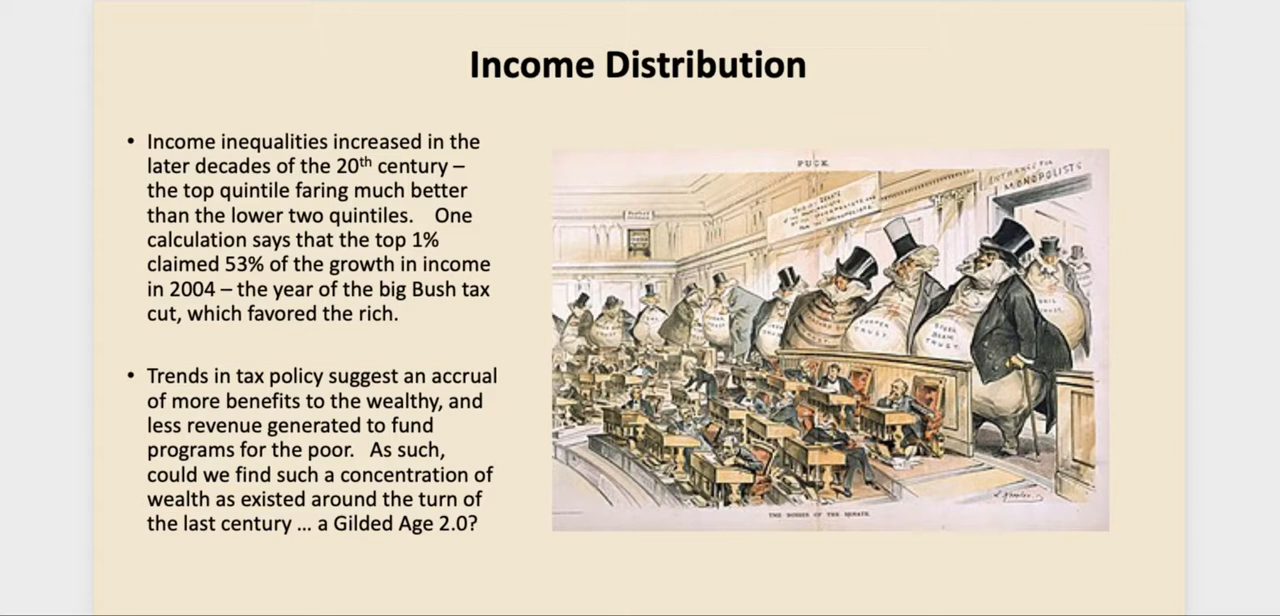 Income Distribution
• Income inequalities increased in the
later decades of the 20th century –
the top quintile faring much better
than the lower two quintiles. One
calculation says that the top 1%
claimed 53% of the growth in income
in 2004 – the year of the big Bush tax
cut, which favored the rich.
• Trends in tax policy suggest an accrual
of more benefits to the wealthy, and
less revenue generated to fund
programs for the poor. As such,
could we find such a concentration of
wealth as existed around the turn of
the last century ... a Gilded Age 2.0?
PUCK
ENTRANCE FOR
MONOPOLISTS
COPPER
TRUST
STEEL
BEAM
TRUST
THE BOSSES OF THE SENATE